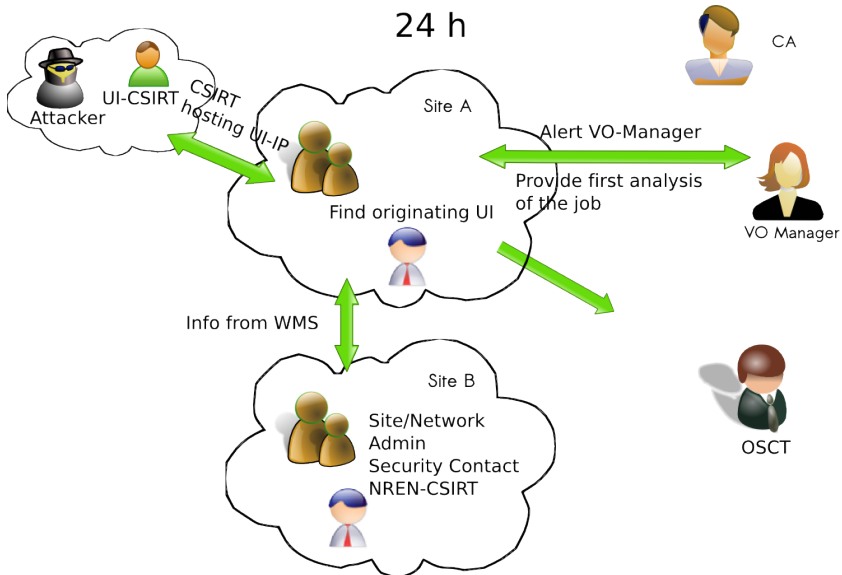 24 h
CA
Attacker
UI-CSIRT
CSIRT
hosting UI-IP
Site A
Alert VO-Manager
Provide first analysis
of the job
VO Manager
Find originating UI
Info from WMS
Site B
Site/Network
Admin
Security Contact
NREN-CSIRT
OSCT